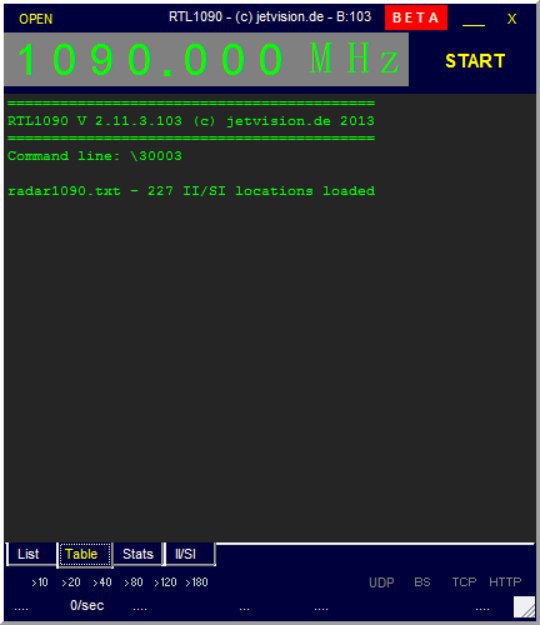 OPEN RTL1090 - (c) jetvision.de - B:103 BETA __ X
1090.000 MHz START
==========================================
RTL1090 V 2.11.3.103 (c) jetvision.de 2013
==========================================
Command line: \30003
radar1090.txt - 227 II/SI locations loaded
List Table Stats II/SI
>10 >20 >40 >80 >120 >180 UDP BS TCP HTTP
.... 0/sec .... ... .... ....